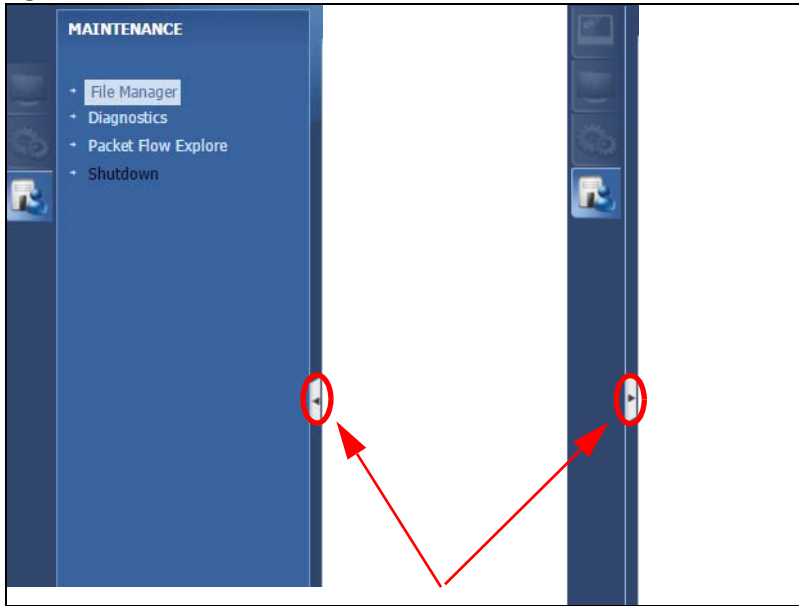 MAINTENANCE
File Manager
Diagnostics
Packet Flow Explore
Shutdown